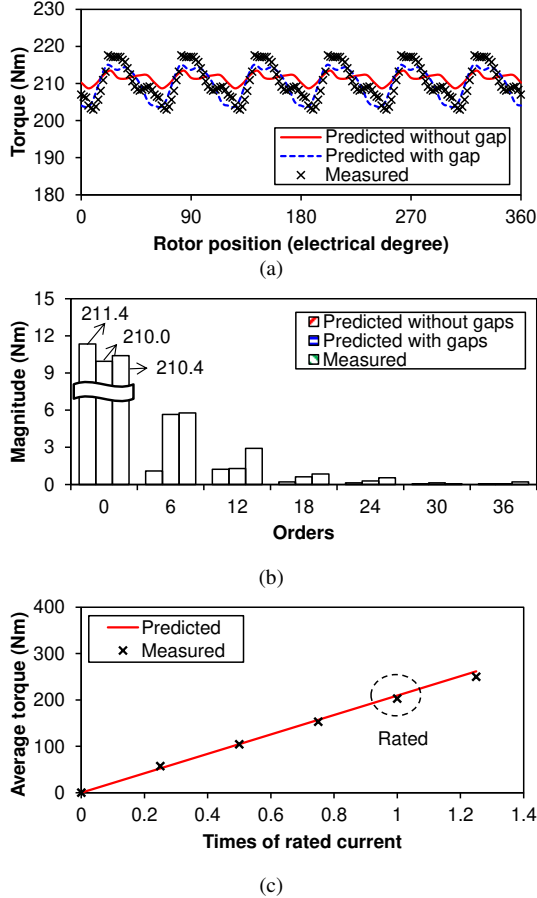 230
220
210
200
190
180
Torque (Nm)
Predicted without gap
Predicted with gap
Measured
0 90 180 270 360
Rotor position (electrical degree)
(a)
15
12
9
6
3
0
Magnitude (Nm)
211.4
210.0
210.4
Predicted without gaps
Predicted with gaps
Measured
0 6 12 18 24 30 36
Orders
(b)
400
300
200
100
0
Average torque (Nm)
Predicted
Measured
Rated
0 0.2 0.4 0.6 0.8 1 1.2 1.4
Times of rated current
(c)